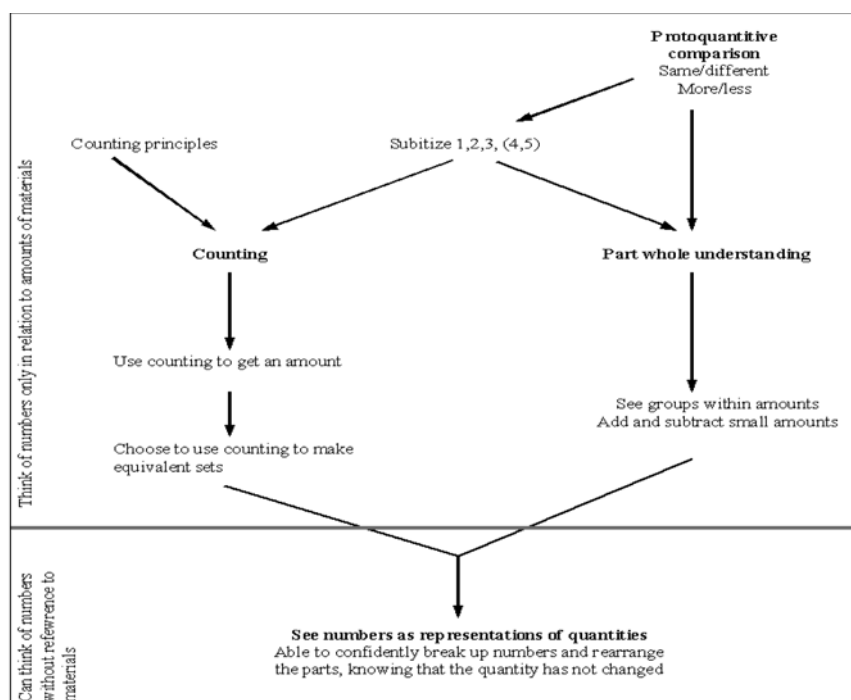 Protoquantitive
comparison
Same/different
More/less
Counting principles
Subitize 1,2,3, (4,5)
Counting
Part whole understanding
Use counting to get an amount
See groups within amounts
Add and subtract small amounts
Choose to use counting to make
equivalent sets
Think of numbers only in relation to amounts of materials
See numbers as representations of quantities
Able to confidently break up numbers and rearrange
the parts, knowing that the quantity has not changed
Can think of numbers
without refewrence to
materials